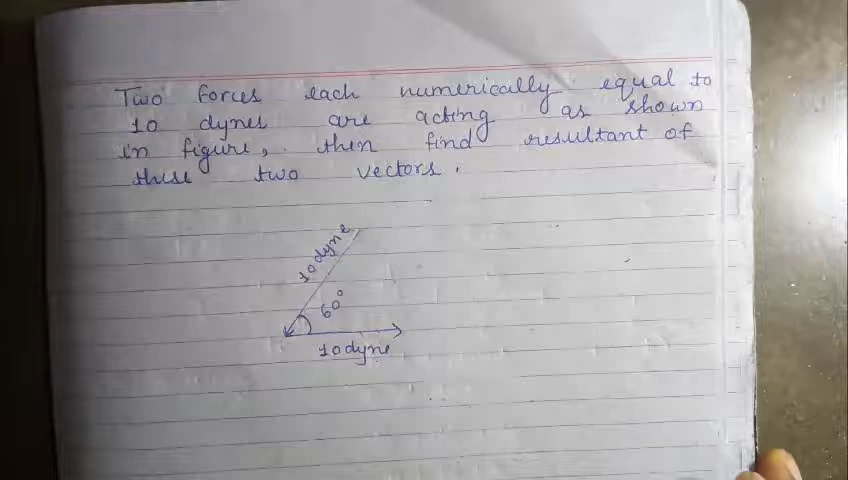 Two forces each numerically equal to
10 dynes are acting as shown
in figure, then find resultant of
these two vectors.
10 dyne
60°
10 dyne